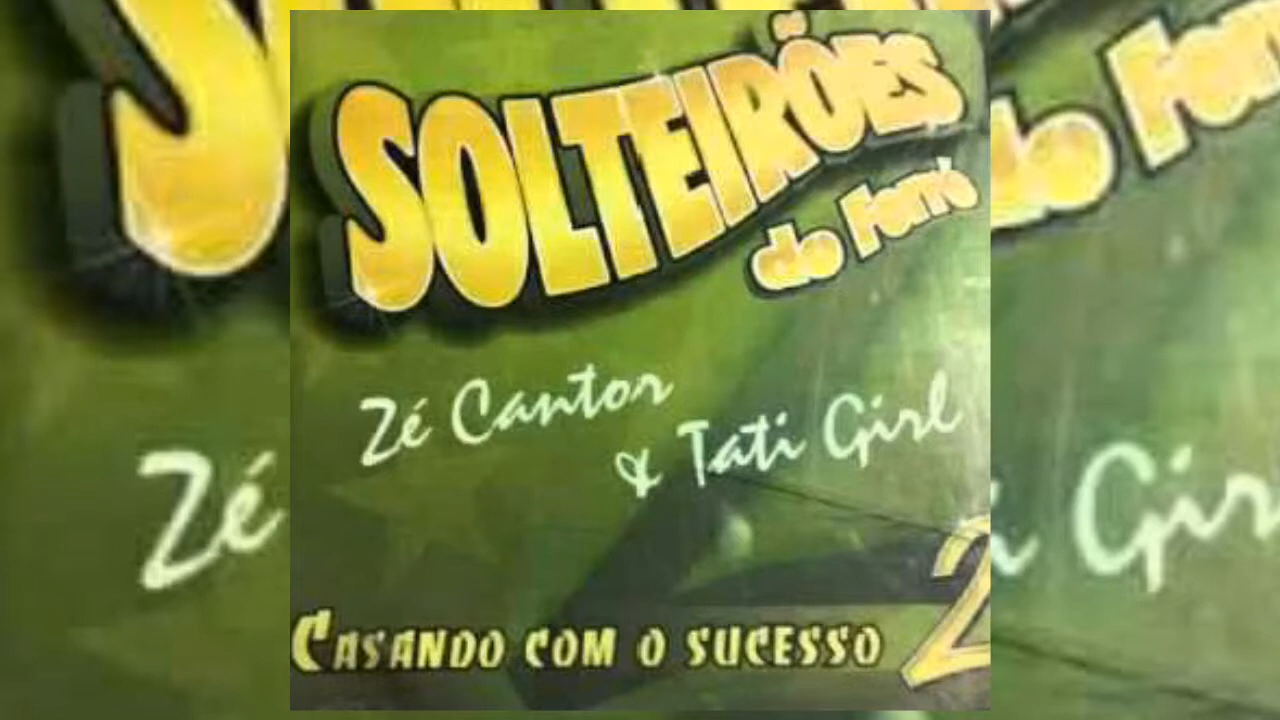 SOLTEIRÕES
do Forró
Zé Cantor
& Tati Girl
CASANDO COM O SUCESSO
2